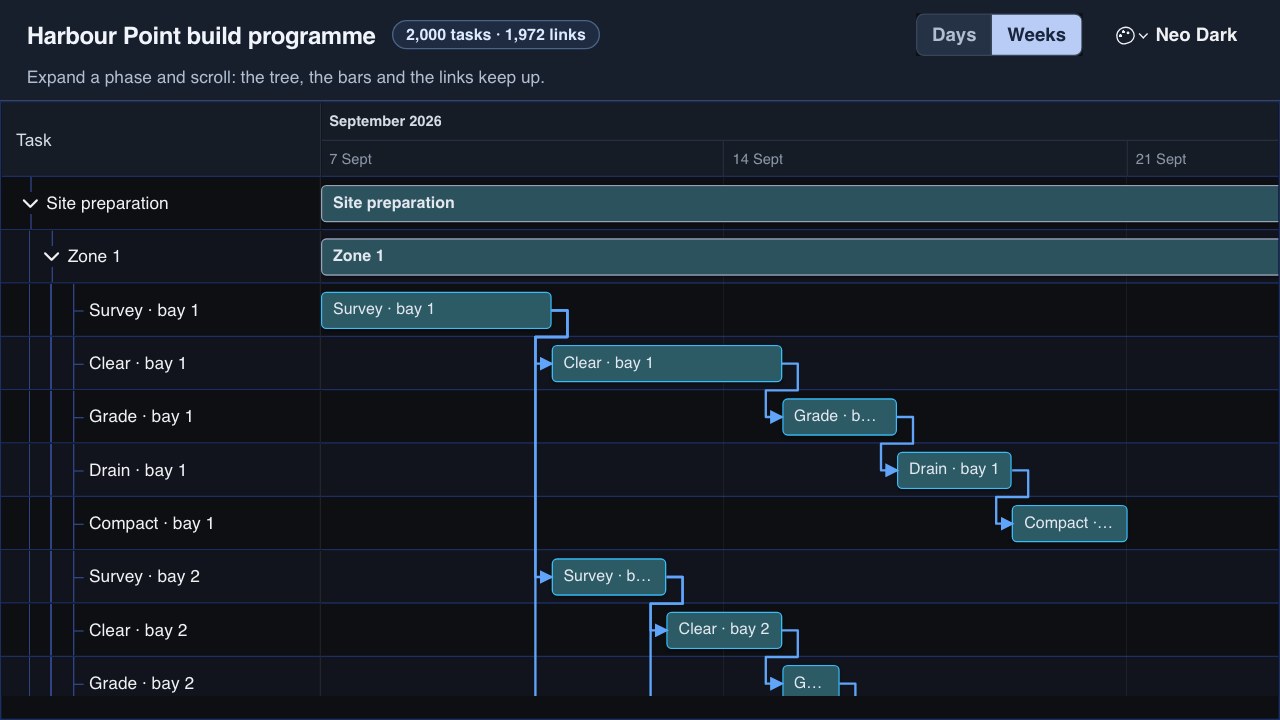 Harbour Point build programme
2,000 tasks · 1,972 links
Days
Weeks
Neo Dark
Expand a phase and scroll: the tree, the bars and the links keep up.
Task
September 2026
7 Sept
14 Sept
21 Sept
Site preparation
Site preparation
Zone 1
Zone 1
Survey · bay 1
Survey · bay 1
Clear · bay 1
Clear · bay 1
Grade · bay 1
Grade · b…
Drain · bay 1
Drain · bay 1
Compact · bay 1
Compact ·…
Survey · bay 2
Survey · b…
Clear · bay 2
Clear · bay 2
Grade · bay 2
G…